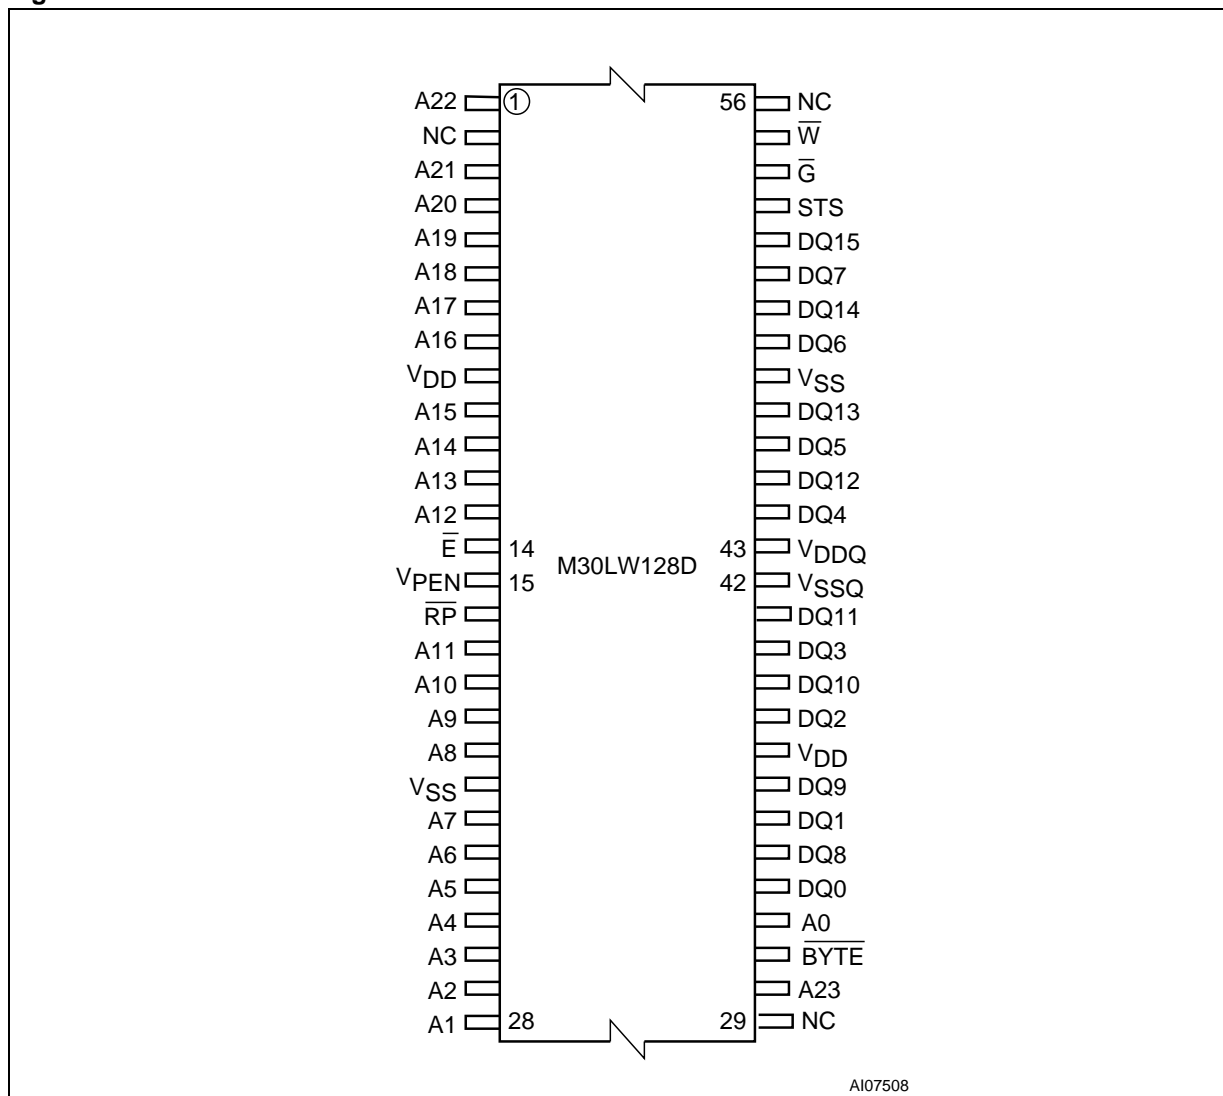 A22 1 56 NC
NC W̅
A21 G̅
A20 STS
A19 DQ15
A18 DQ7
A17 DQ14
A16 DQ6
VDD VSS
A15 DQ13
A14 DQ5
A13 DQ12
A12 DQ4
E̅ 14 43 VDDQ
M30LW128D
VPEN 15 42 VSSQ
R̅P̅ DQ11
A11 DQ3
A10 DQ10
A9 DQ2
A8 VDD
VSS DQ9
A7 DQ1
A6 DQ8
A5 DQ0
A4 A0
A3 B̅Y̅T̅E̅
A2 A23
A1 28 29 NC
AI07508